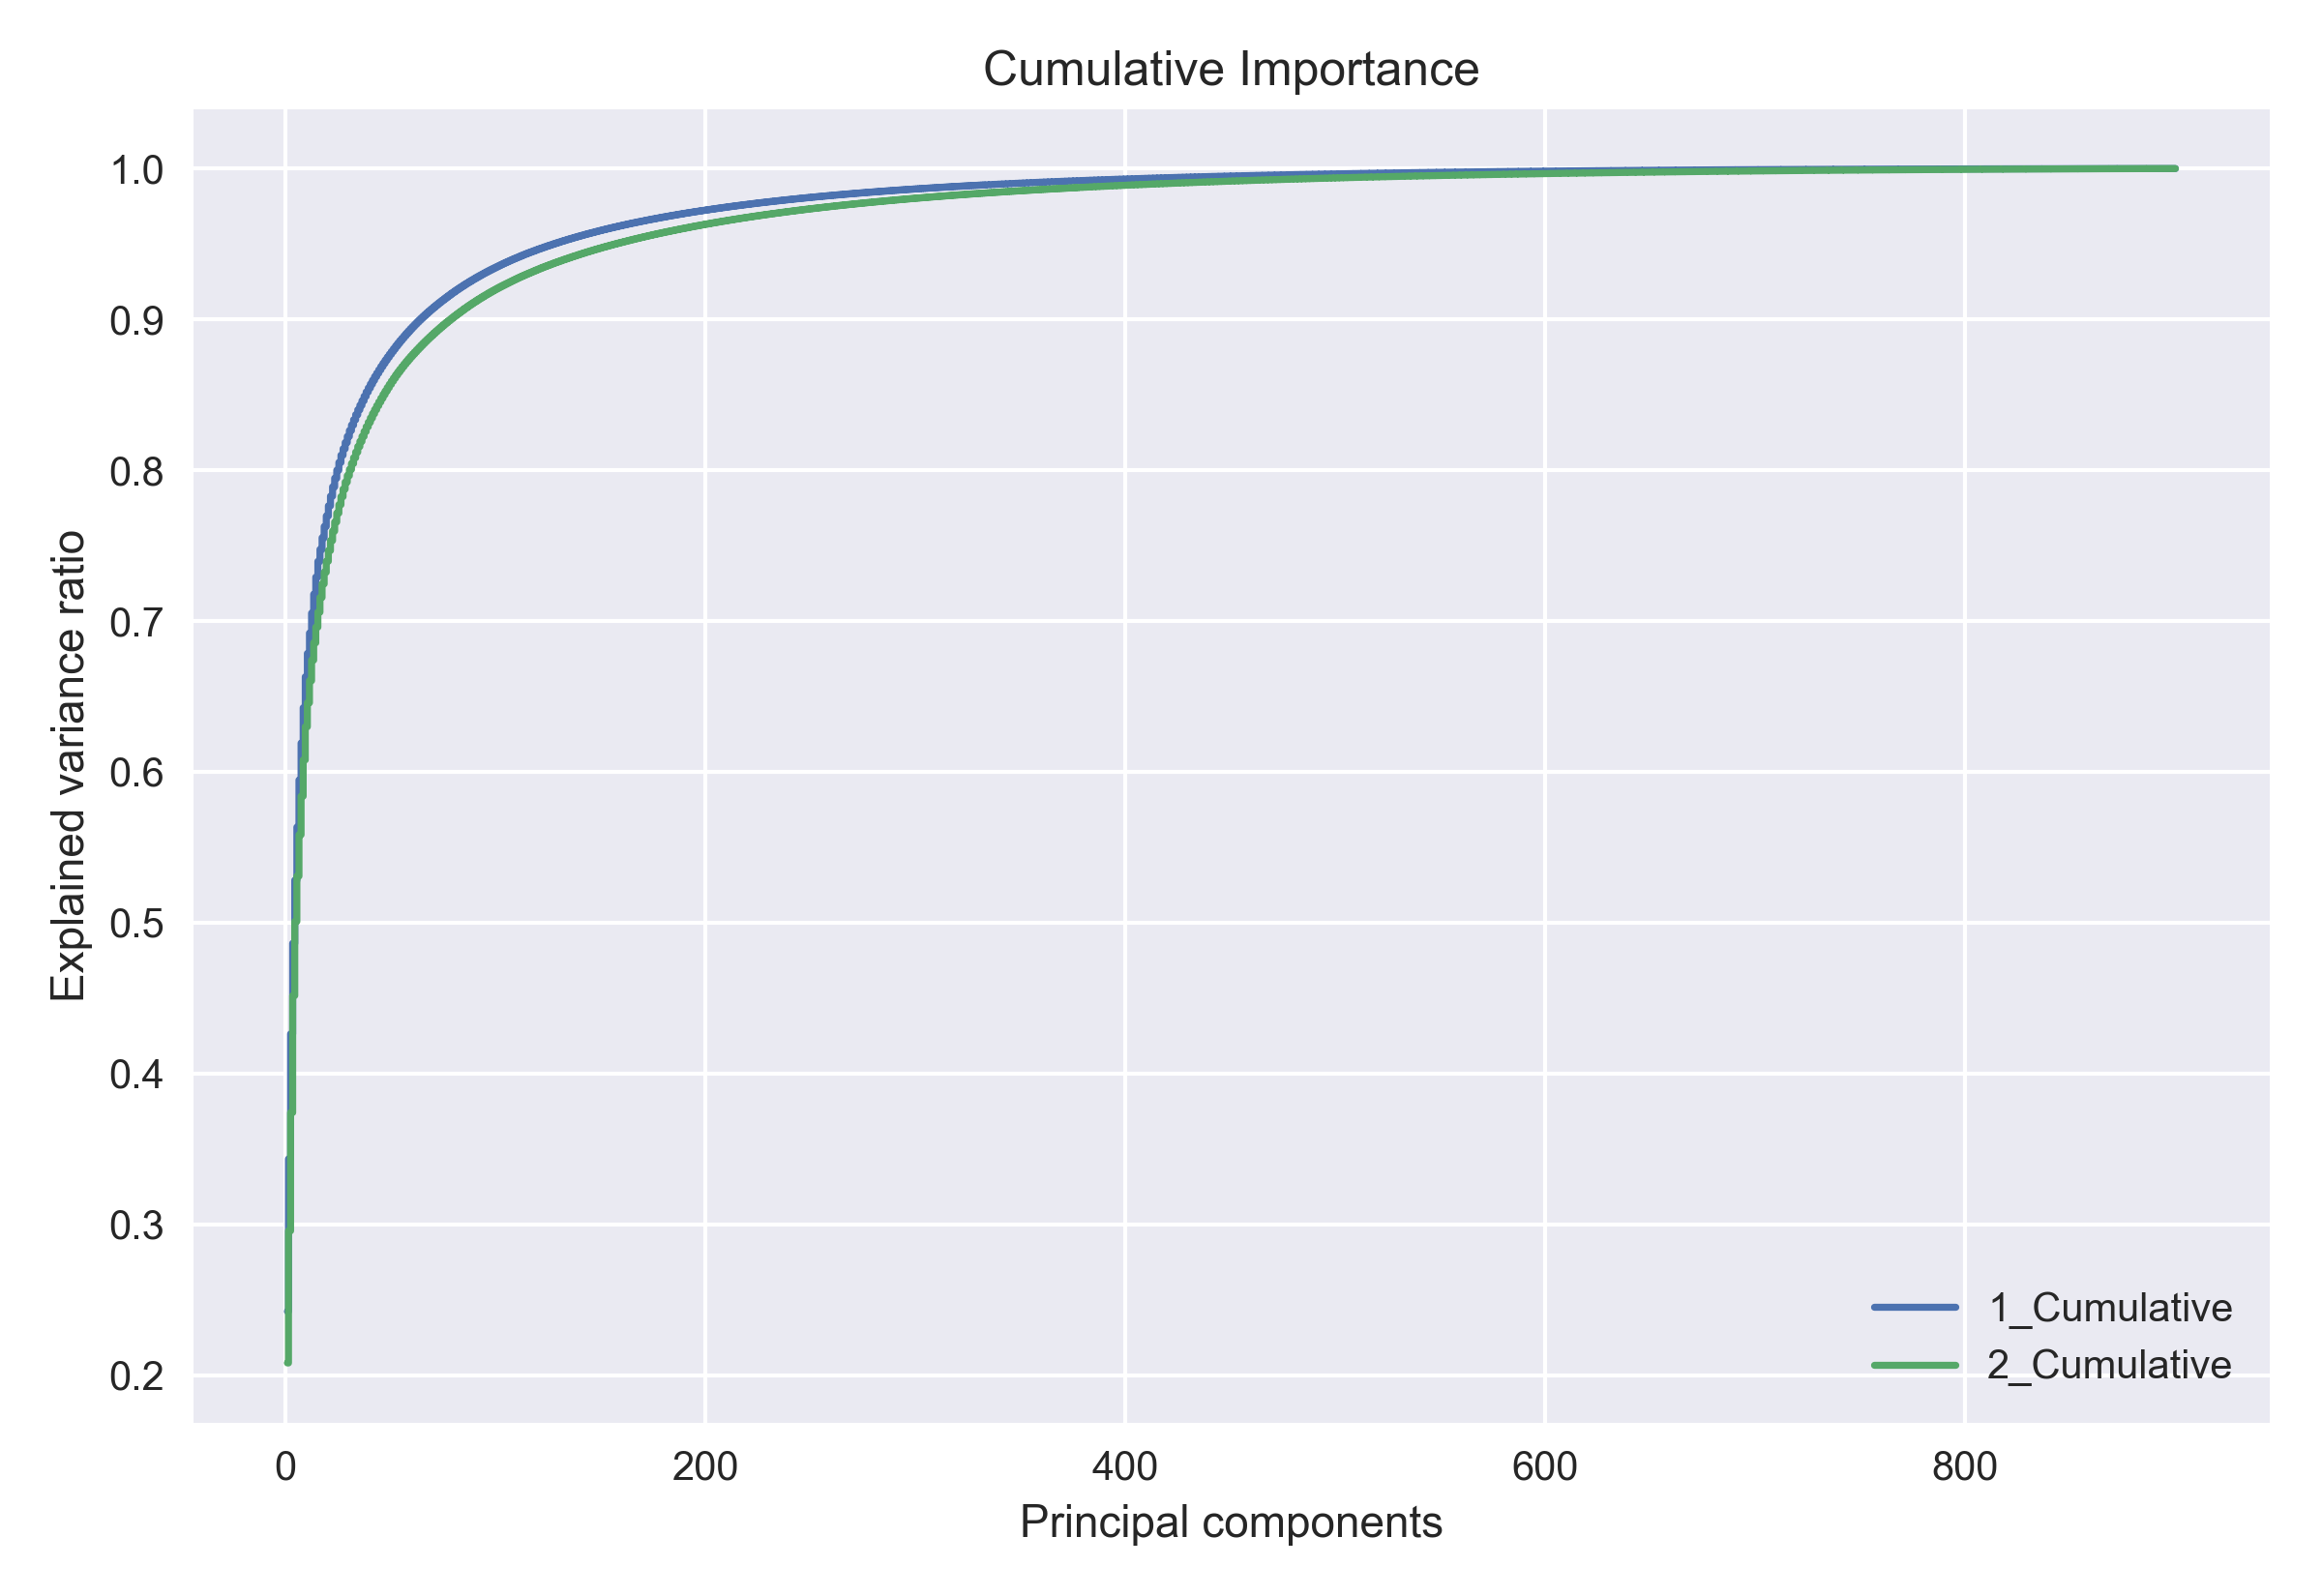 Cumulative Importance
1.0
0.9
0.8
0.7
0.6
0.5
0.4
0.3
0.2
Explained variance ratio
1_Cumulative
2_Cumulative
0 200 400 600 800
Principal components